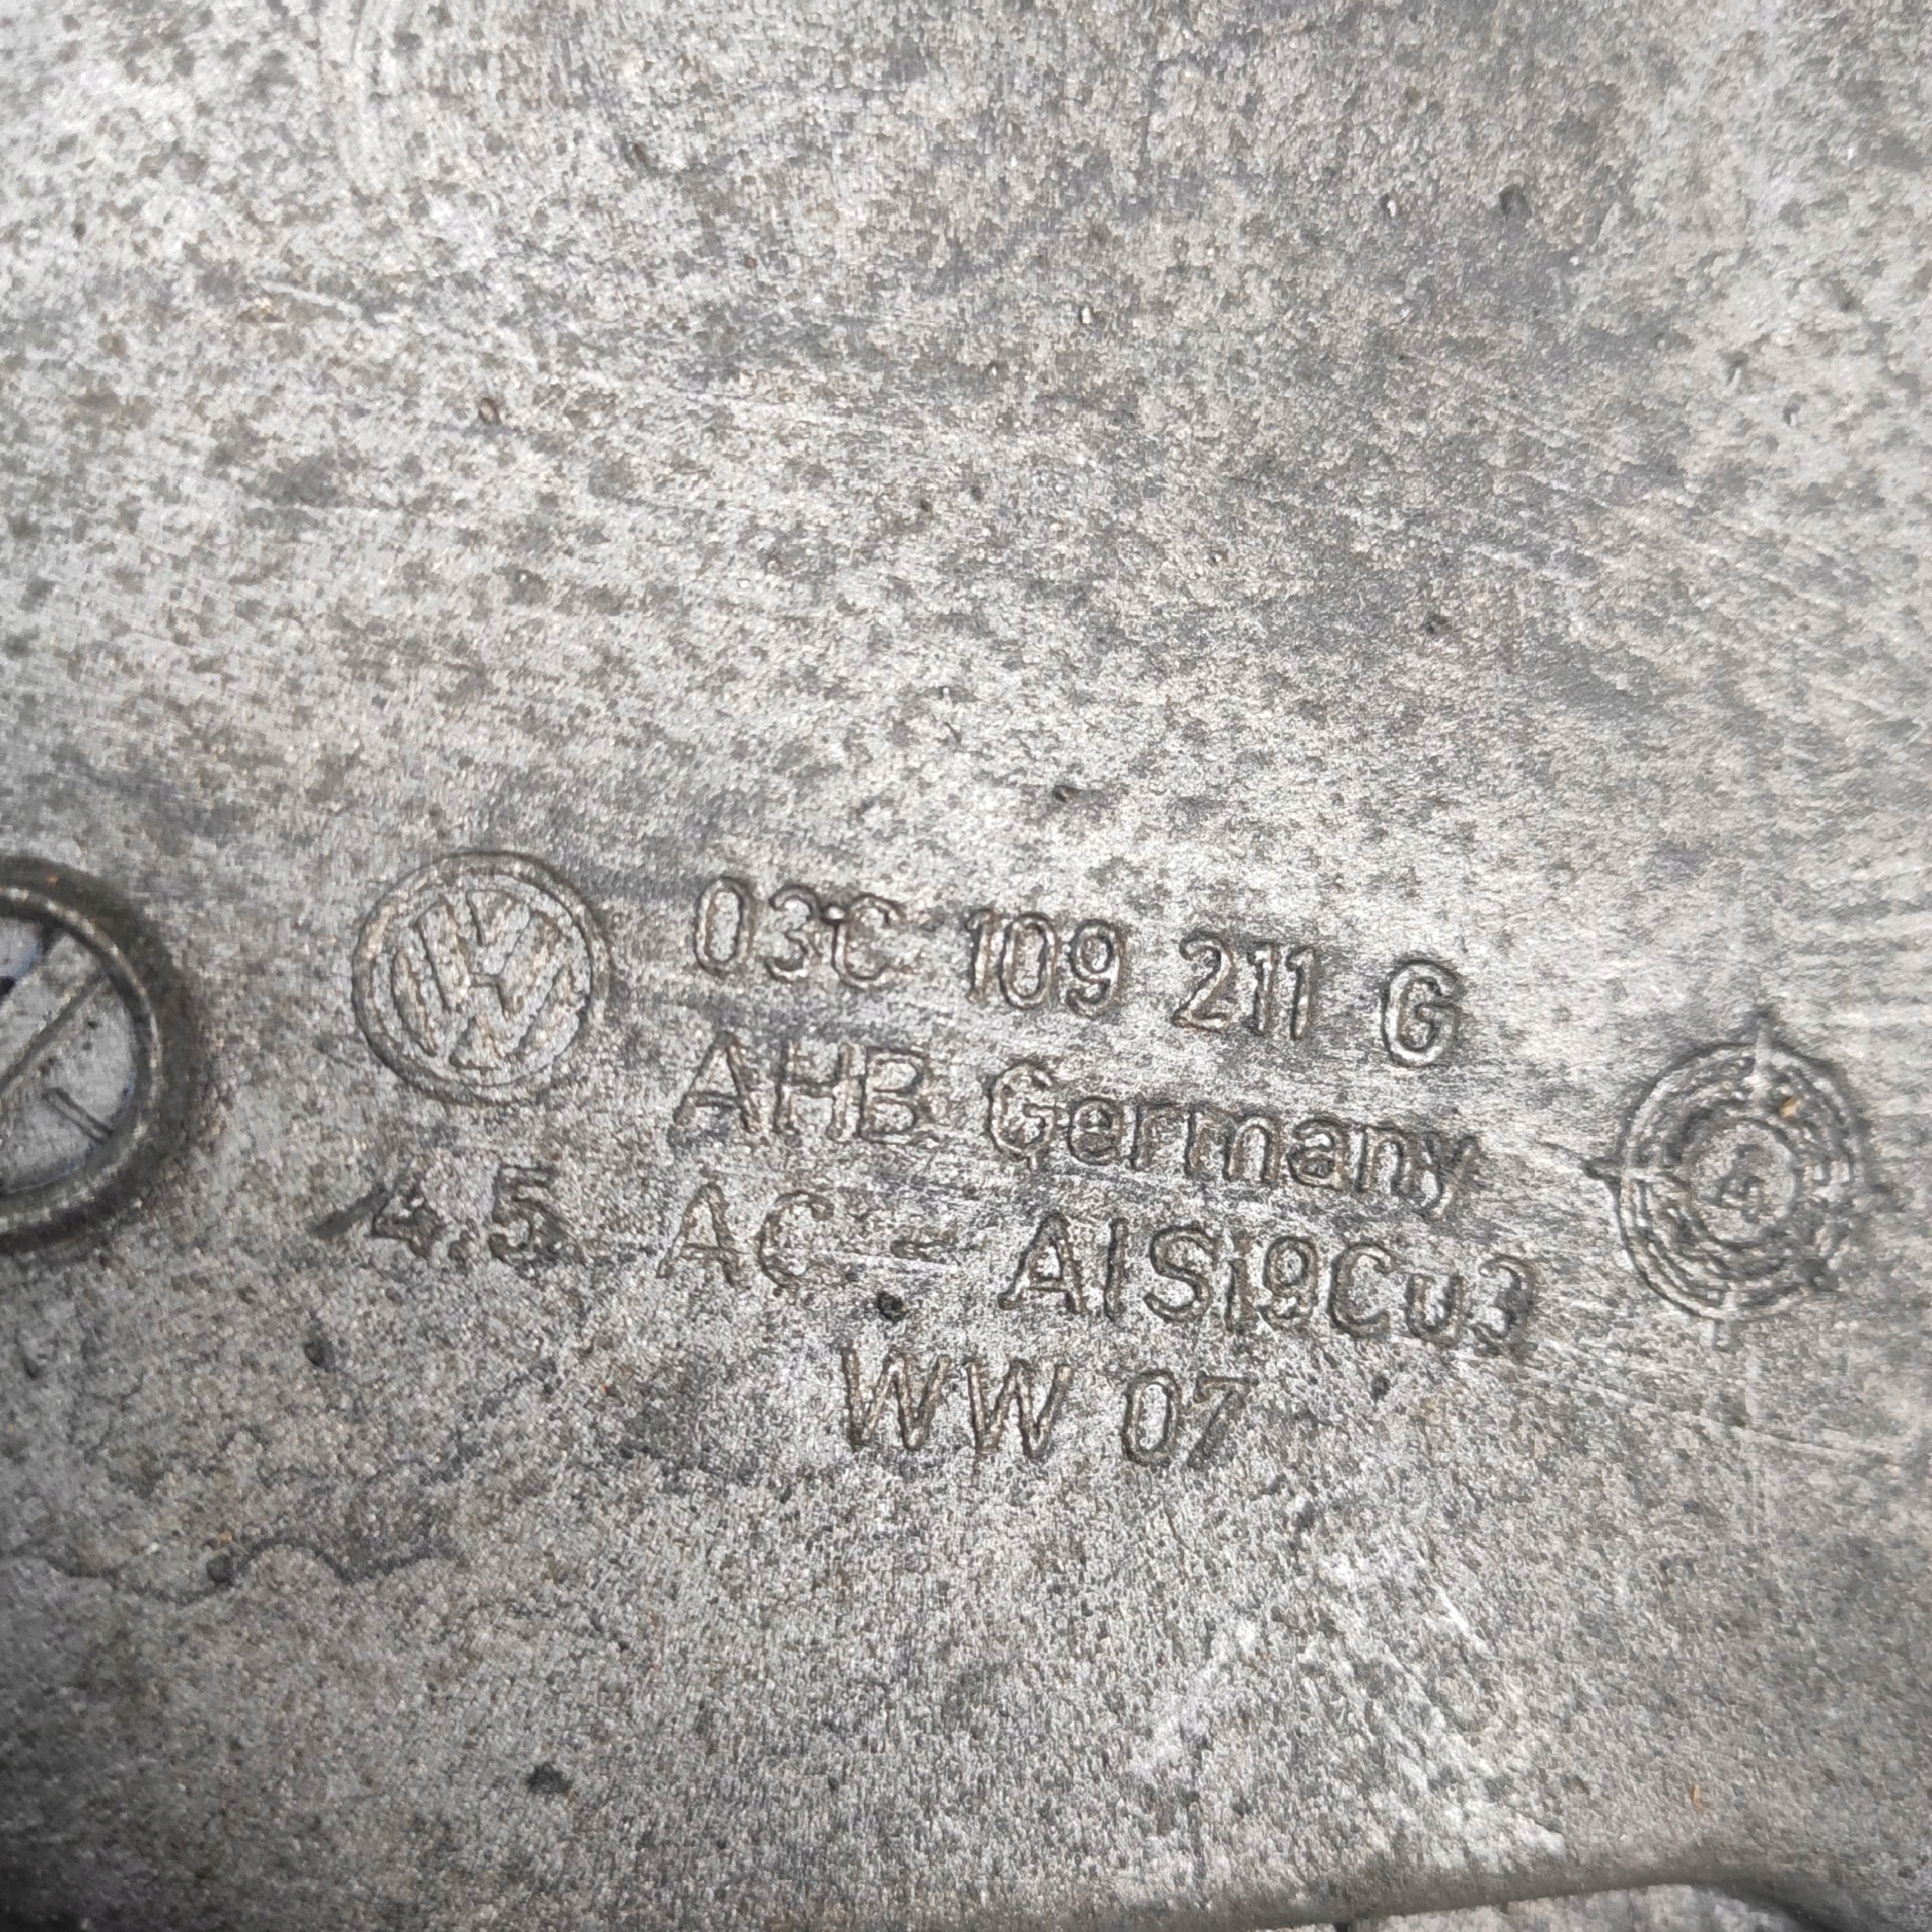 03C 109 211 G
AHB Germany
4.5. AC - AlSi9Cu3
WW 07